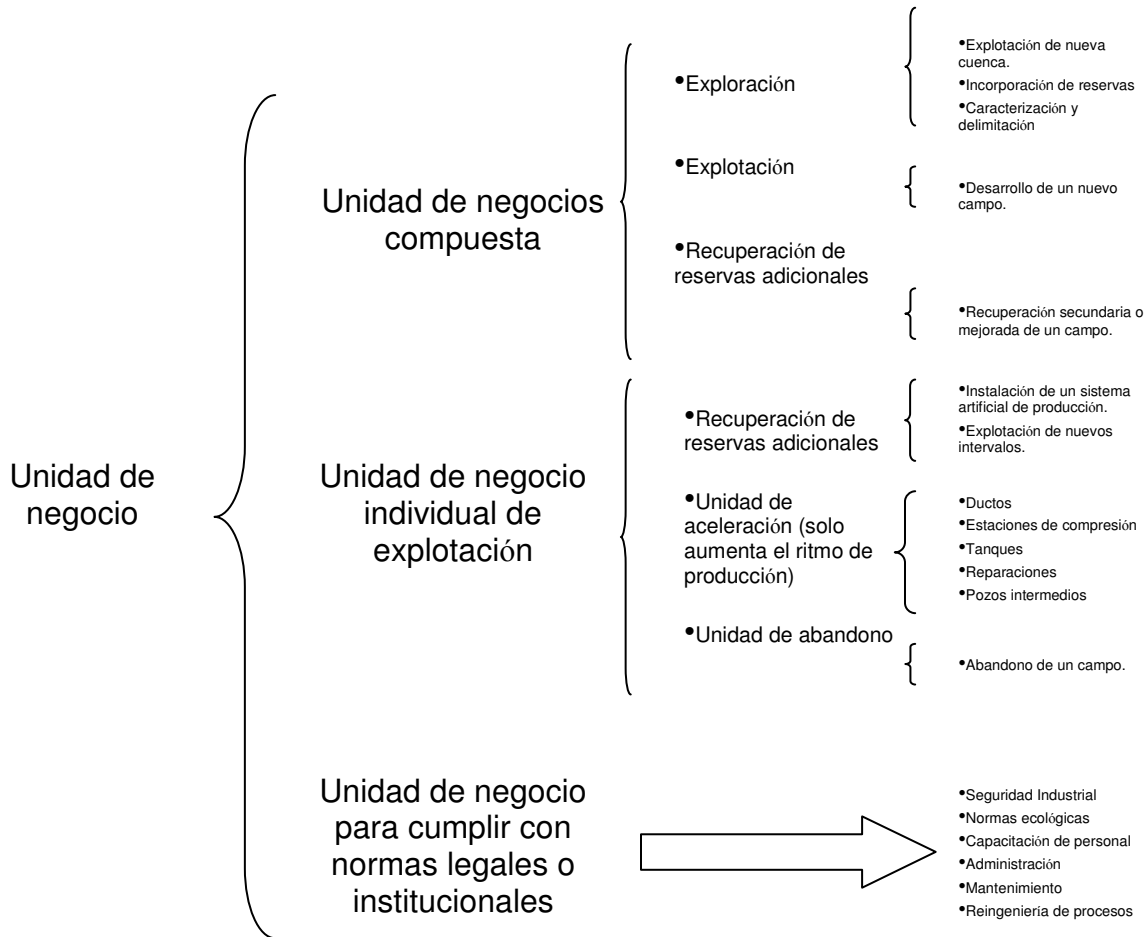 Unidad de
negocio
Unidad de negocios
compuesta
•Exploración
•Explotación de nueva
cuenca.
•Incorporación de reservas
•Caracterización y
delimitación
•Explotación
•Desarrollo de un nuevo
campo.
•Recuperación de
reservas adicionales
•Recuperación secundaria o
mejorada de un campo.
Unidad de negocio
individual de
explotación
•Recuperación de
reservas adicionales
•Instalación de un sistema
artificial de producción.
•Explotación de nuevos
intervalos.
•Unidad de
aceleración (solo
aumenta el ritmo de
producción)
•Ductos
•Estaciones de compresión
•Tanques
•Reparaciones
•Pozos intermedios
•Unidad de abandono
•Abandono de un campo.
Unidad de negocio
para cumplir con
normas legales o
institucionales
•Seguridad Industrial
•Normas ecológicas
•Capacitación de personal
•Administración
•Mantenimiento
•Reingeniería de procesos